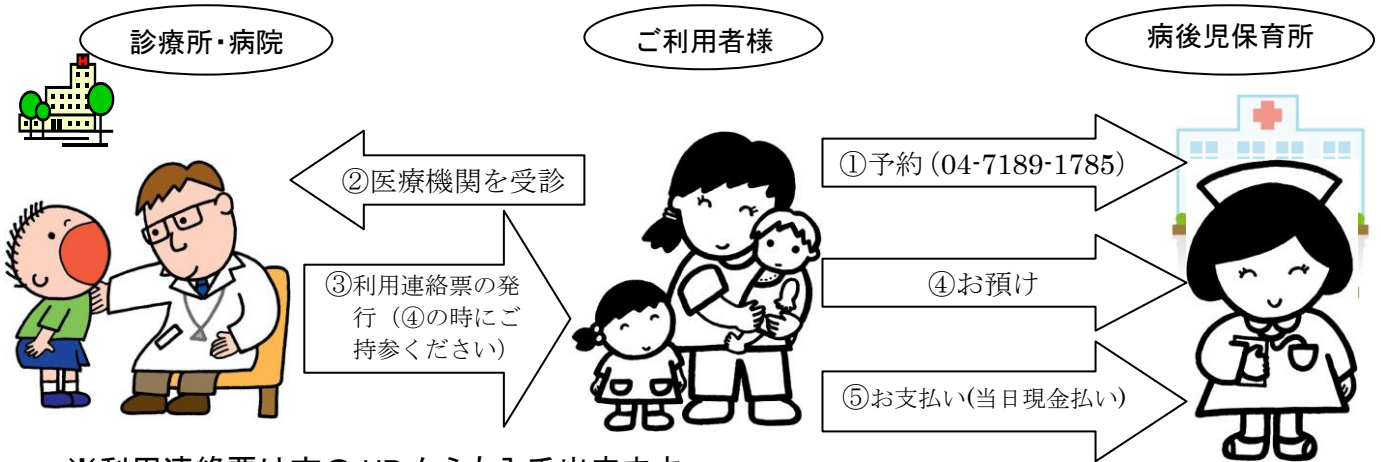 診療所・病院
ご利用者様
病後児保育所
H
①予約(04-7189-1785)
②医療機関を受診
③利用連絡票の発
行(④の時にご
持参ください)
④お預け
⑤お支払い(当日現金払い)